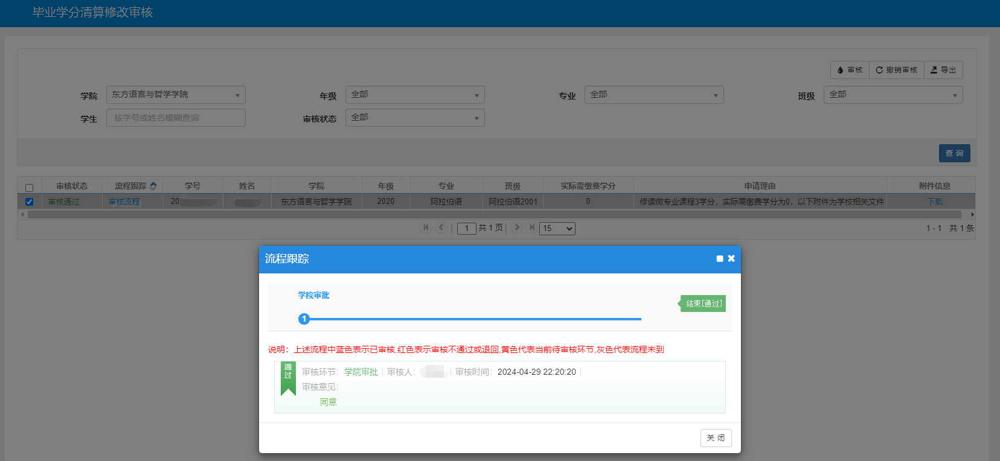 毕业学分清算修改审核
审核 撤销审核 导出
学院 东方语言与哲学学院 年级 全部 专业 全部 班级 全部
学生 按学号或姓名模糊查询 审核状态 全部
查 询
审核状态 流程跟踪 学号 姓名 学院 年级 专业 班级 实际需缴费学分 申请理由 附件信息
审核通过 审核流程 20 东方语言与哲学学院 2020 阿拉伯语 阿拉伯语2001 0 修读微专业课程3学分，实际需缴费学分为0，以下附件为学校相关文件 下载
1 共 1 页 15 1 - 1 共 1 条
流程跟踪
学院审批
结束[通过]
1
说明：上述流程中蓝色表示已审核,红色表示审核不通过或退回,黄色代表当前待审核环节,灰色代表流程未到
通过
审核环节： 学院审批 审核人： 审核时间： 2024-04-29 22:20:20
审核意见：
同意
关 闭